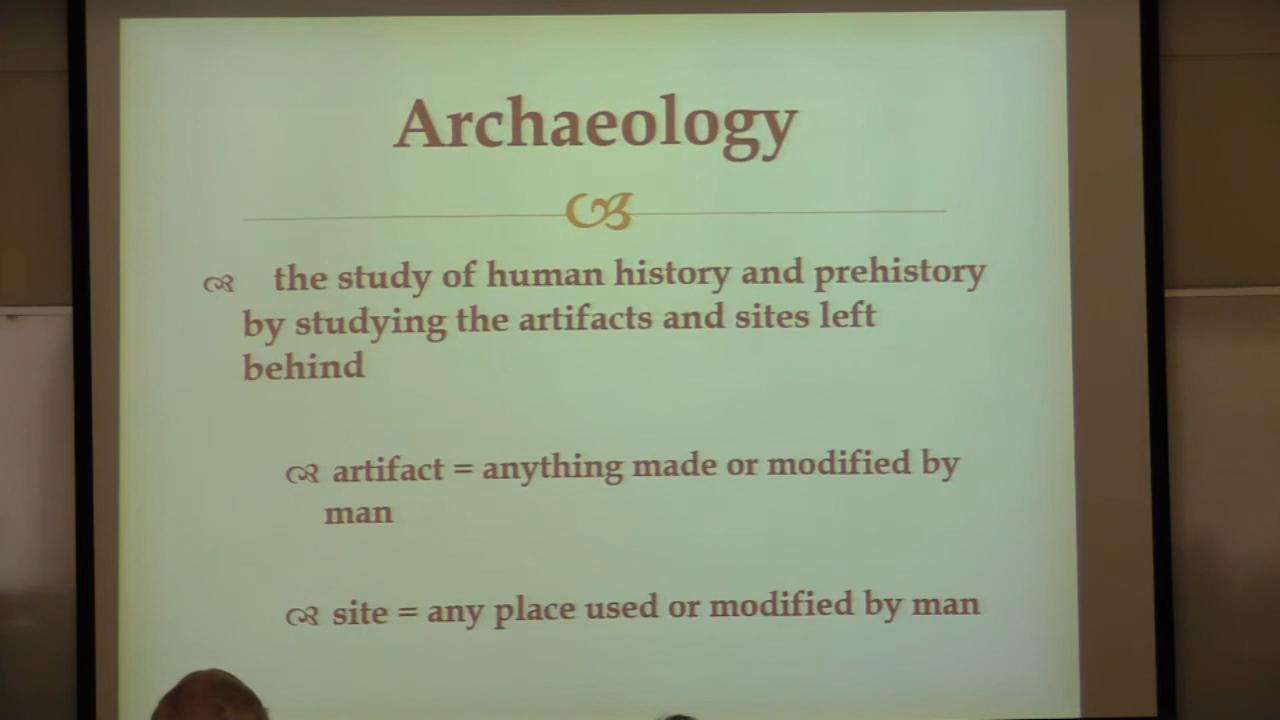 Archaeology
the study of human history and prehistory
by studying the artifacts and sites left
behind
artifact = anything made or modified by
man
site = any place used or modified by man